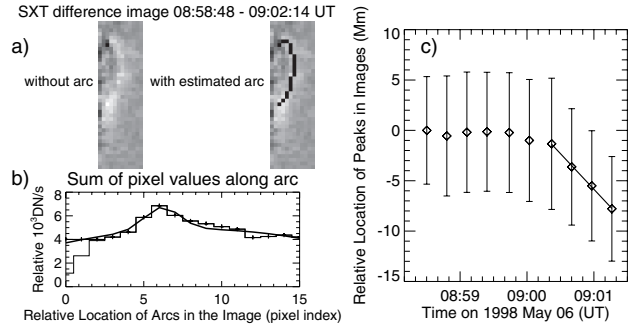 SXT difference image 08:58:48 - 09:02:14 UT
a)
without arc
with estimated arc
b)
Sum of pixel values along arc
Relative 10³DN/s
8
6
4
2
0
5
10
15
Relative Location of Arcs in the Image (pixel index)
c)
Relative Location of Peaks in Images (Mm)
10
5
0
-5
-10
-15
08:59
09:00
09:01
Time on 1998 May 06 (UT)